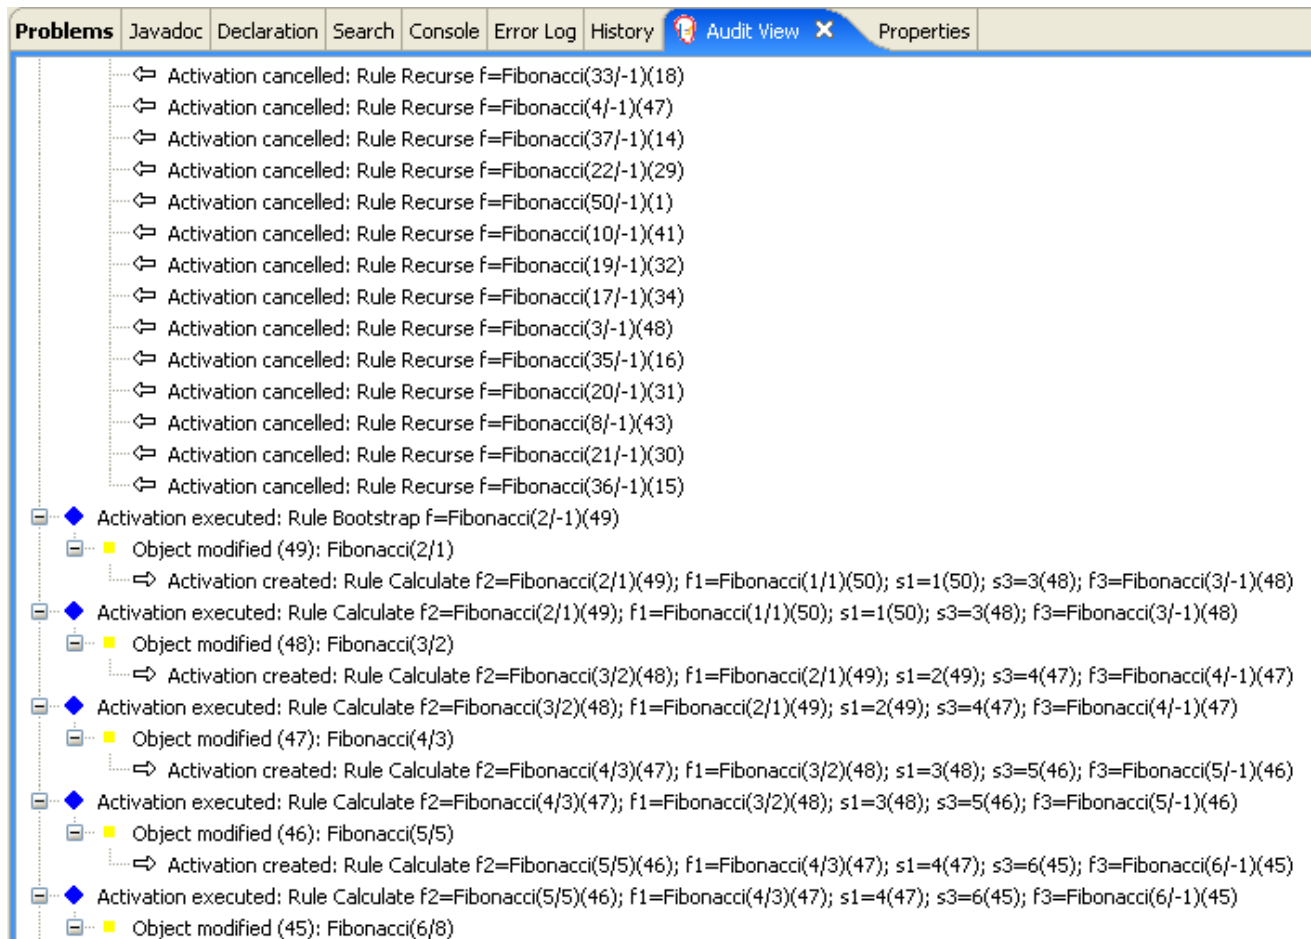 Problems Javadoc Declaration Search Console Error Log History Audit View Properties
Activation cancelled: Rule Recurse f=Fibonacci(33/-1)(18)
Activation cancelled: Rule Recurse f=Fibonacci(4/-1)(47)
Activation cancelled: Rule Recurse f=Fibonacci(37/-1)(14)
Activation cancelled: Rule Recurse f=Fibonacci(22/-1)(29)
Activation cancelled: Rule Recurse f=Fibonacci(50/-1)(1)
Activation cancelled: Rule Recurse f=Fibonacci(10/-1)(41)
Activation cancelled: Rule Recurse f=Fibonacci(19/-1)(32)
Activation cancelled: Rule Recurse f=Fibonacci(17/-1)(34)
Activation cancelled: Rule Recurse f=Fibonacci(3/-1)(48)
Activation cancelled: Rule Recurse f=Fibonacci(35/-1)(16)
Activation cancelled: Rule Recurse f=Fibonacci(20/-1)(31)
Activation cancelled: Rule Recurse f=Fibonacci(8/-1)(43)
Activation cancelled: Rule Recurse f=Fibonacci(21/-1)(30)
Activation cancelled: Rule Recurse f=Fibonacci(36/-1)(15)
Activation executed: Rule Bootstrap f=Fibonacci(2/-1)(49)
Object modified (49): Fibonacci(2/1)
Activation created: Rule Calculate f2=Fibonacci(2/1)(49); f1=Fibonacci(1/1)(50); s1=1(50); s3=3(48); f3=Fibonacci(3/-1)(48)
Activation executed: Rule Calculate f2=Fibonacci(2/1)(49); f1=Fibonacci(1/1)(50); s1=1(50); s3=3(48); f3=Fibonacci(3/-1)(48)
Object modified (48): Fibonacci(3/2)
Activation created: Rule Calculate f2=Fibonacci(3/2)(48); f1=Fibonacci(2/1)(49); s1=2(49); s3=4(47); f3=Fibonacci(4/-1)(47)
Activation executed: Rule Calculate f2=Fibonacci(3/2)(48); f1=Fibonacci(2/1)(49); s1=2(49); s3=4(47); f3=Fibonacci(4/-1)(47)
Object modified (47): Fibonacci(4/3)
Activation created: Rule Calculate f2=Fibonacci(4/3)(47); f1=Fibonacci(3/2)(48); s1=3(48); s3=5(46); f3=Fibonacci(5/-1)(46)
Activation executed: Rule Calculate f2=Fibonacci(4/3)(47); f1=Fibonacci(3/2)(48); s1=3(48); s3=5(46); f3=Fibonacci(5/-1)(46)
Object modified (46): Fibonacci(5/5)
Activation created: Rule Calculate f2=Fibonacci(5/5)(46); f1=Fibonacci(4/3)(47); s1=4(47); s3=6(45); f3=Fibonacci(6/-1)(45)
Activation executed: Rule Calculate f2=Fibonacci(5/5)(46); f1=Fibonacci(4/3)(47); s1=4(47); s3=6(45); f3=Fibonacci(6/-1)(45)
Object modified (45): Fibonacci(6/8)